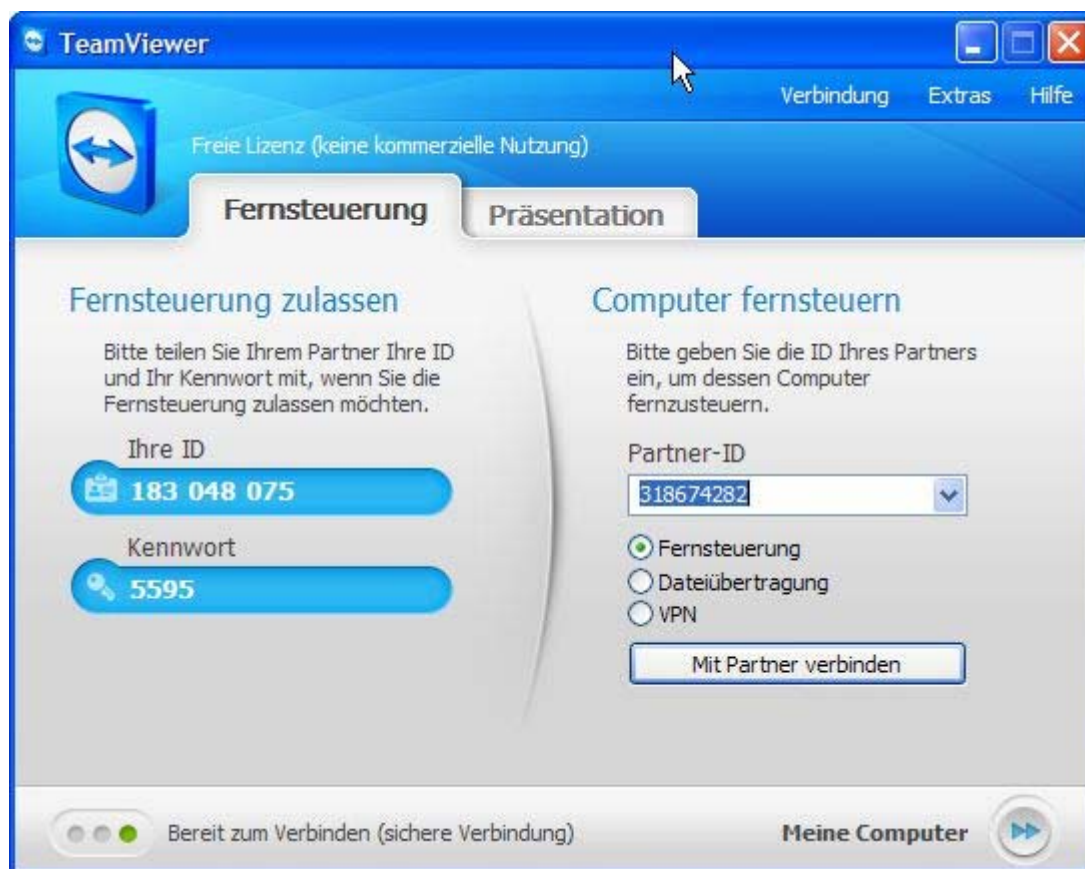 TeamViewer
Verbindung Extras Hilfe
Freie Lizenz (keine kommerzielle Nutzung)
Fernsteuerung Präsentation
Fernsteuerung zulassen
Bitte teilen Sie Ihrem Partner Ihre ID
und Ihr Kennwort mit, wenn Sie die
Fernsteuerung zulassen möchten.
Ihre ID
183 048 075
Kennwort
5595
Computer fernsteuern
Bitte geben Sie die ID Ihres Partners
ein, um dessen Computer
fernzusteuern.
Partner-ID
318674282
Fernsteuerung
Dateiübertragung
VPN
Mit Partner verbinden
Bereit zum Verbinden (sichere Verbindung)
Meine Computer